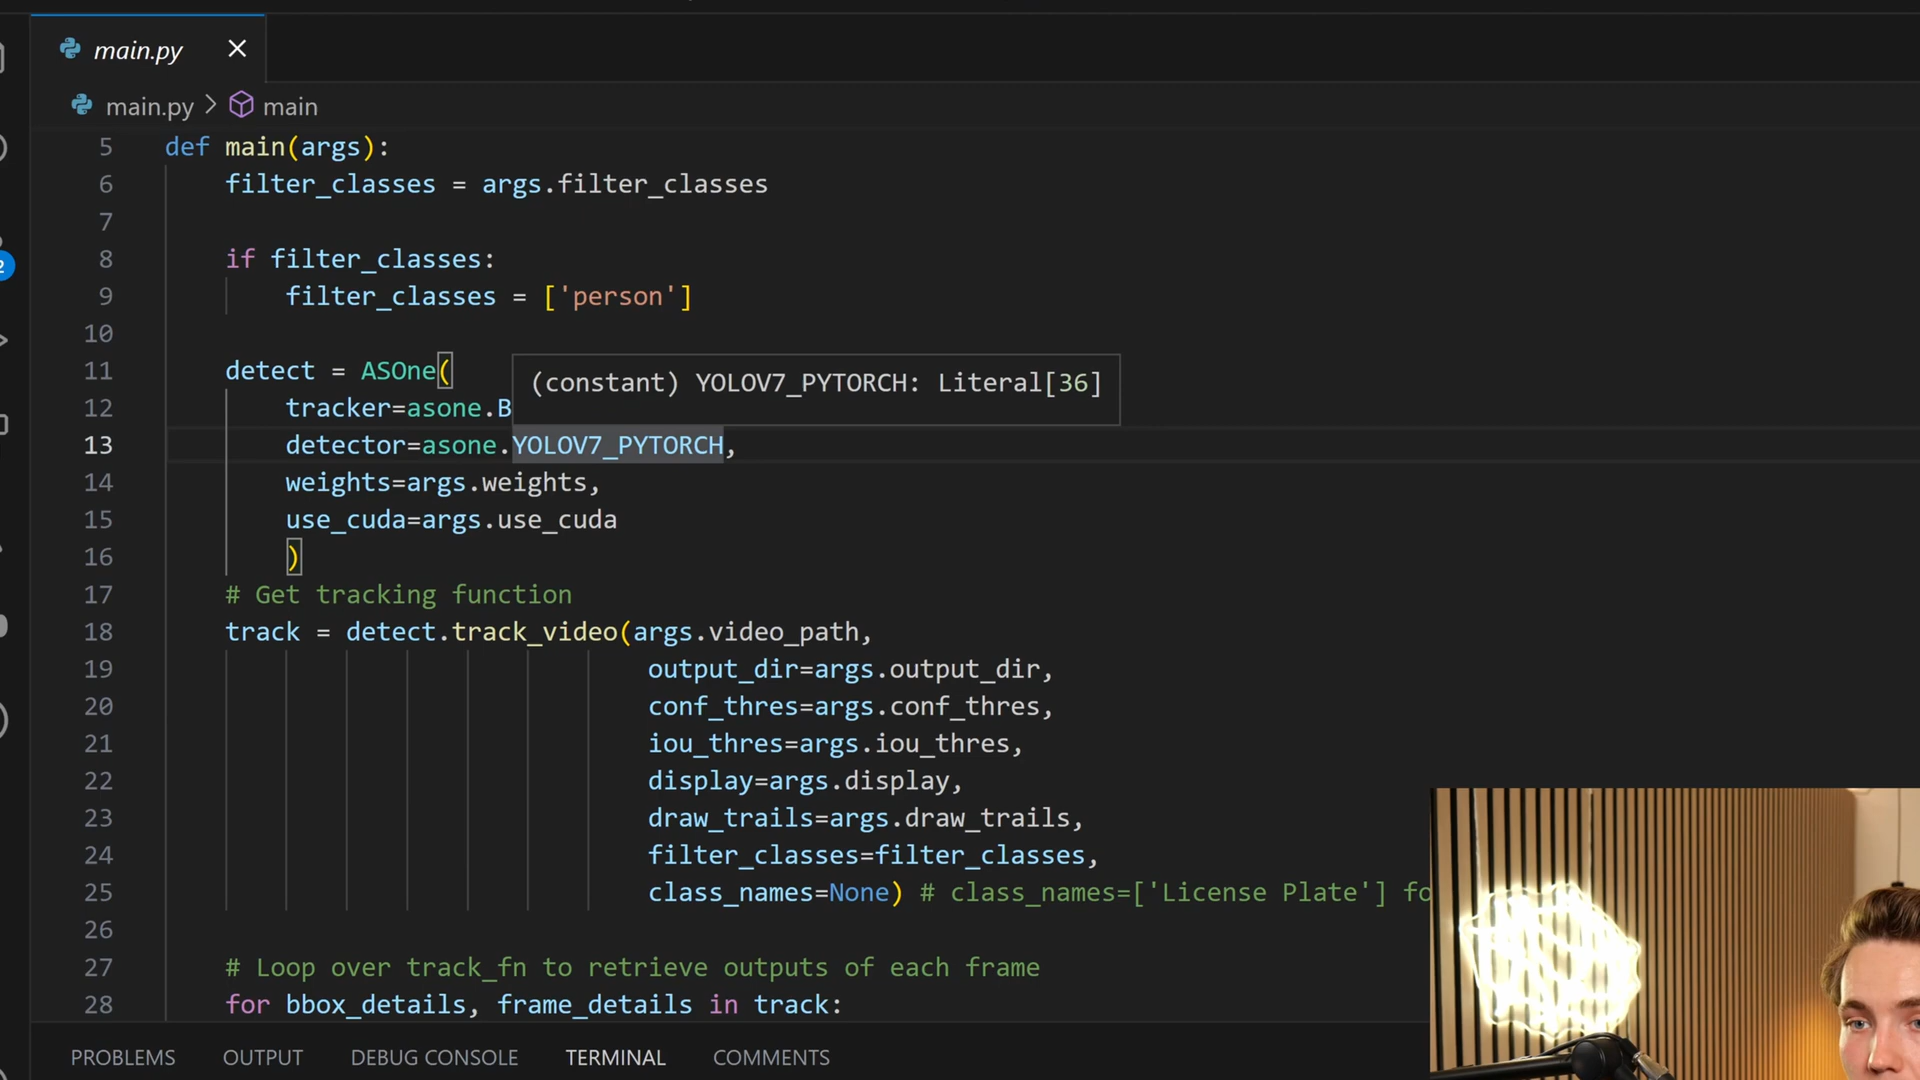 main.py
main.py > main
5 def main(args):
6 filter_classes = args.filter_classes
7
8 if filter_classes:
9 filter_classes = ['person']
10
(constant) YOLOV7_PYTORCH: Literal[36]
11 detect = ASOne(
12 tracker=asone.B
13 detector=asone.YOLOV7_PYTORCH,
14 weights=args.weights,
15 use_cuda=args.use_cuda
16 )
17 # Get tracking function
18 track = detect.track_video(args.video_path,
19 output_dir=args.output_dir,
20 conf_thres=args.conf_thres,
21 iou_thres=args.iou_thres,
22 display=args.display,
23 draw_trails=args.draw_trails,
24 filter_classes=filter_classes,
25 class_names=None) # class_names=['License Plate'] fo
26
27 # Loop over track_fn to retrieve outputs of each frame
28 for bbox_details, frame_details in track:
2
PROBLEMS OUTPUT DEBUG CONSOLE TERMINAL COMMENTS